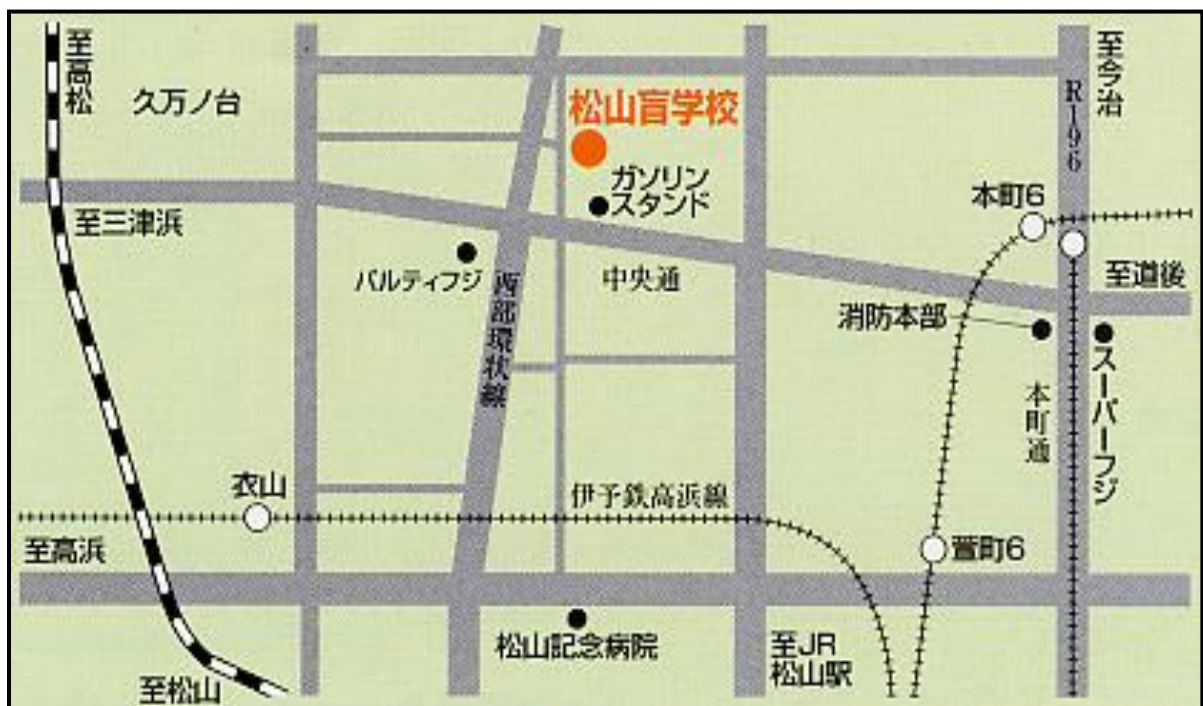 至高松
久万ノ台
松山盲学校
至今治
R196
ガソリン
スタンド
本町6
至三津浜
パルティフジ
西部環状線
中央通
至道後
消防本部
スーパーフジ
本町通
衣山
伊予鉄高浜線
至高浜
萱町6
松山記念病院
至JR
松山駅
至松山